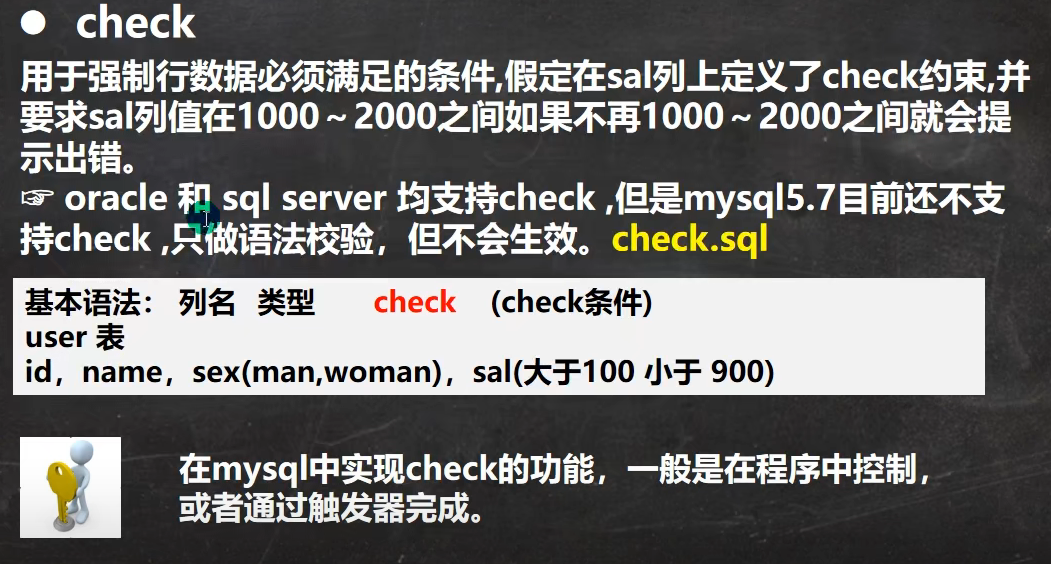 ● check
用于强制行数据必须满足的条件,假定在sal列上定义了check约束,并
要求sal列值在1000～2000之间如果不再1000～2000之间就会提
示出错。
☞ oracle 和 sql server 均支持check ,但是mysql5.7目前还不支
持check ,只做语法校验，但不会生效。check.sql
基本语法： 列名 类型 check (check条件)
user 表
id，name，sex(man,woman)，sal(大于100 小于 900)
在mysql中实现check的功能，一般是在程序中控制，
或者通过触发器完成。